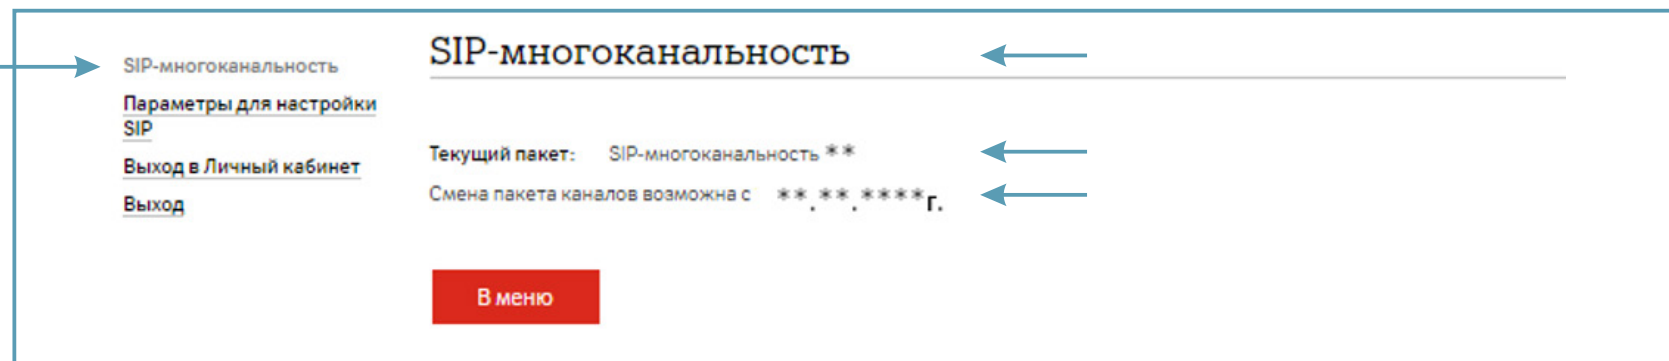 SIP-многоканальность
Параметры для настройки
SIP
Выход в Личный кабинет
Выход
SIP-многоканальность
Текущий пакет: SIP-многоканальность **
Смена пакета каналов возможна с **.**.****г.
В меню